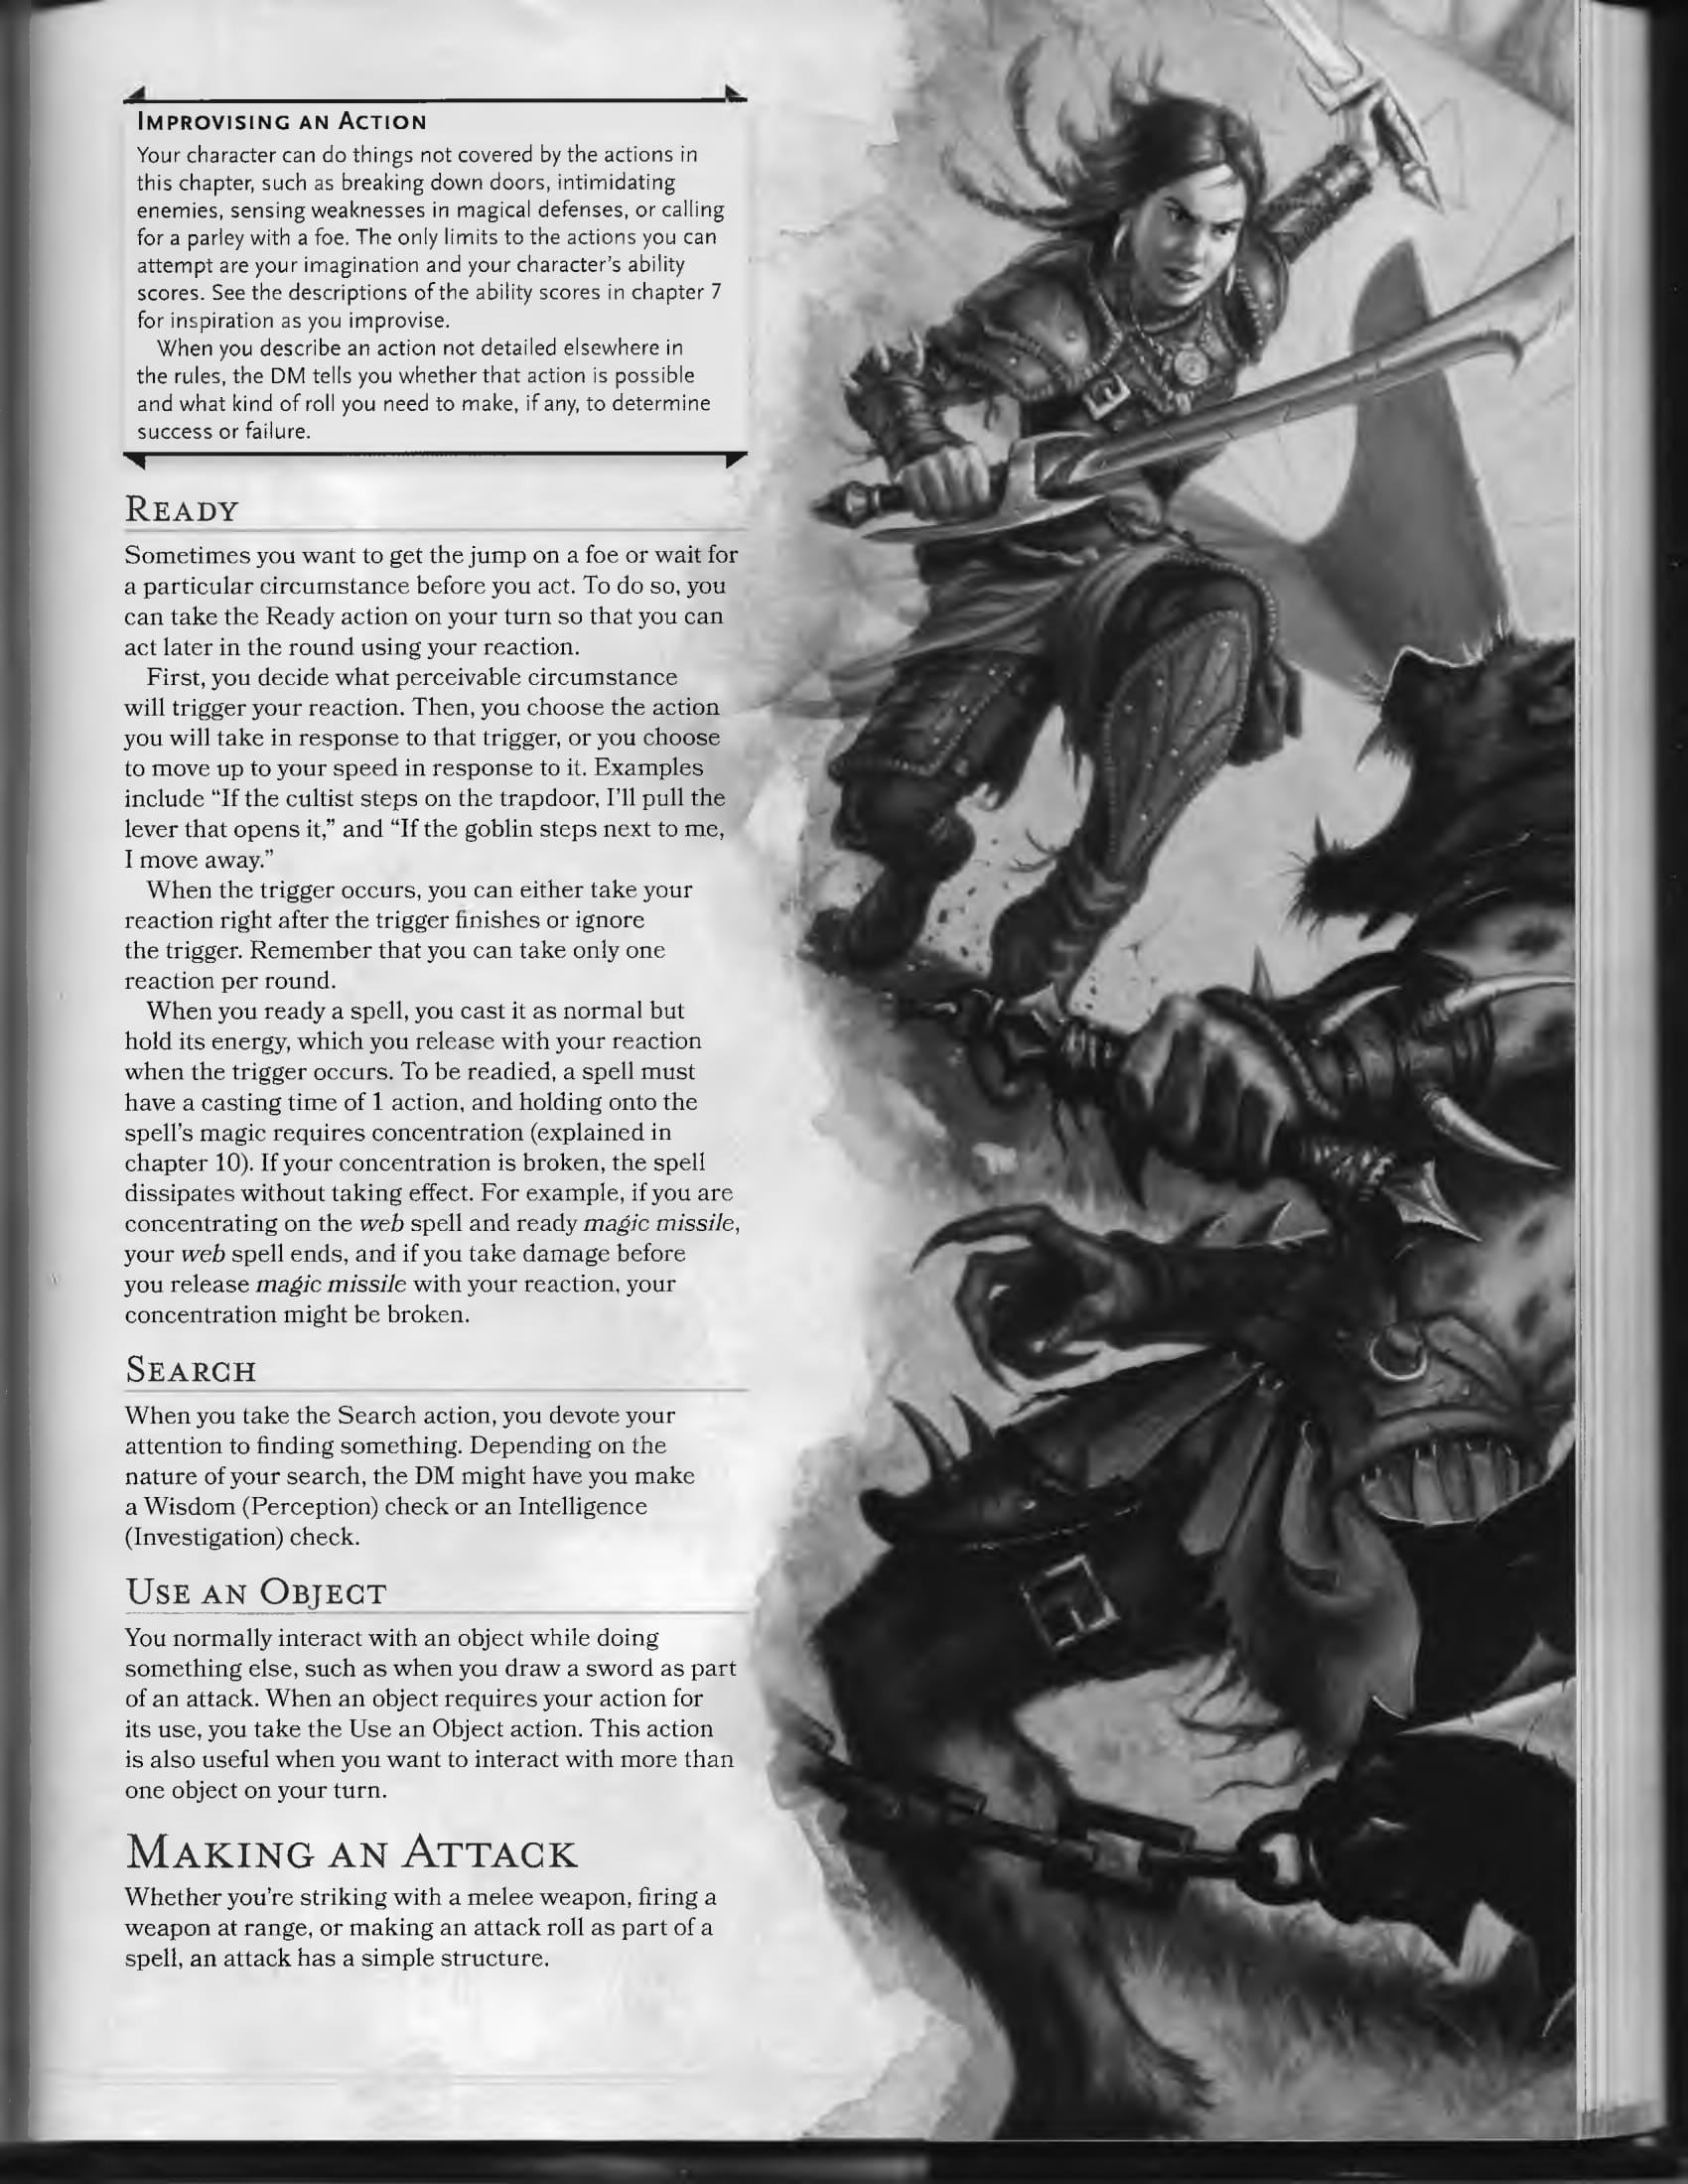 IMPROVISING AN ACTION
Your character can do things not covered by the actions in
this chapter, such as breaking down doors, intimidating
enemies, sensing weaknesses in magical defenses, or calling
for a parley with a foe. The only limits to the actions you can
attempt are your imagination and your character's ability
scores. See the descriptions of the ability scores in chapter 7
for inspiration as you improvise.
When you describe an action not detailed elsewhere in
the rules, the DM tells you whether that action is possible
and what kind of roll you need to make, if any, to determine
success or failure.
READY
Sometimes you want to get the jump on a foe or wait for
a particular circumstance before you act. To do so, you
can take the Ready action on your turn so that you can
act later in the round using your reaction.
First, you decide what perceivable circumstance
will trigger your reaction. Then, you choose the action
you will take in response to that trigger, or you choose
to move up to your speed in response to it. Examples
include “If the cultist steps on the trapdoor, I'll pull the
lever that opens it,” and “If the goblin steps next to me,
I move away.”
When the trigger occurs, you can either take your
reaction right after the trigger finishes or ignore
the trigger. Remember that you can take only one
reaction per round.
When you ready a spell, you cast it as normal but
hold its energy, which you release with your reaction
when the trigger occurs. To be readied, a spell must
have a casting time of 1 action, and holding onto the
spell's magic requires concentration (explained in
chapter 10). If your concentration is broken, the spell
dissipates without taking effect. For example, if you are
concentrating on the web spell and ready magic missile,
your web spell ends, and if you take damage before
you release magic missile with your reaction, your
concentration might be broken.
SEARCH
When you take the Search action, you devote your
attention to finding something. Depending on the
nature of your search, the DM might have you make
a Wisdom (Perception) check or an Intelligence
(Investigation) check.
USE AN OBJECT
You normally interact with an object while doing
something else, such as when you draw a sword as part
of an attack. When an object requires your action for
its use, you take the Use an Object action. This action
is also useful when you want to interact with more than
one object on your turn.
MAKING AN ATTACK
Whether you're striking with a melee weapon, firing a
weapon at range, or making an attack roll as part of a
spell, an attack has a simple structure.